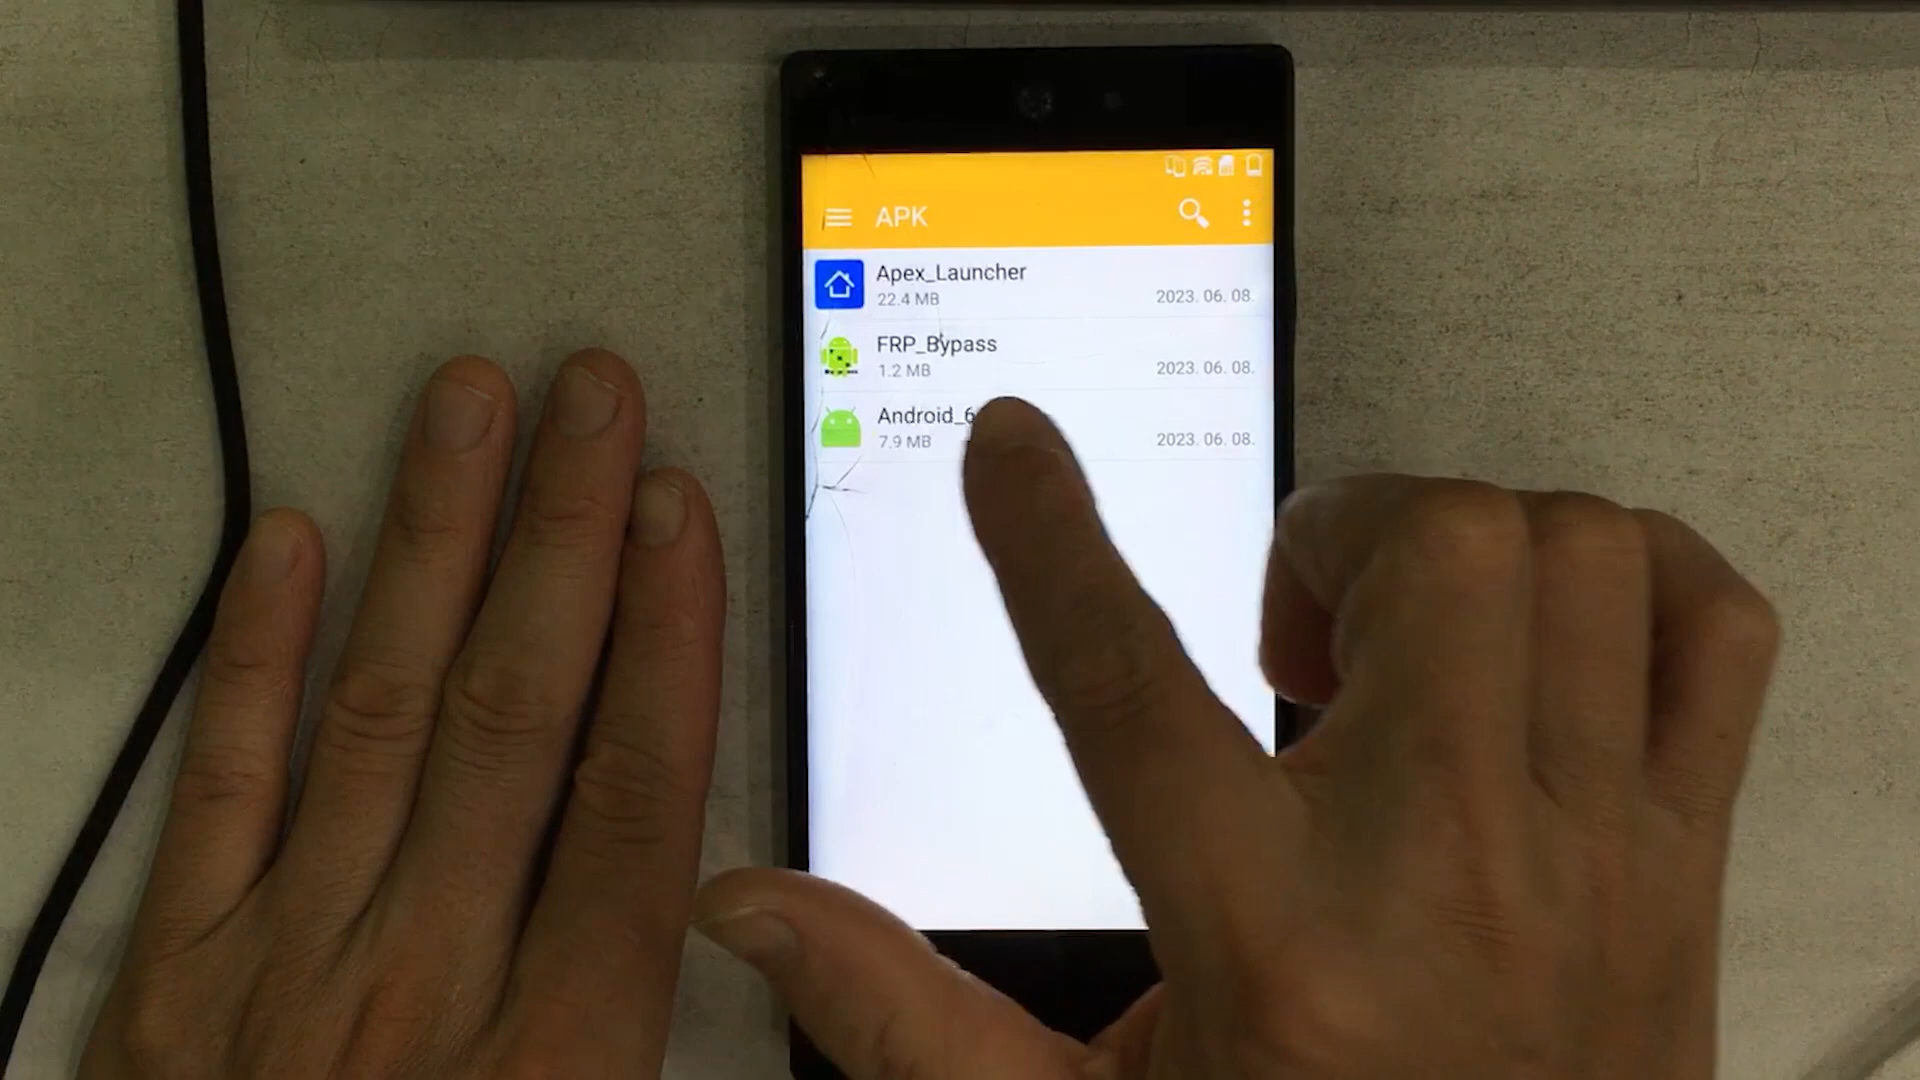 APK
Apex_Launcher
22.4 MB
2023. 06. 08.
FRP_Bypass
1.2 MB
2023. 06. 08.
Android_6
7.9 MB
2023. 06. 08.